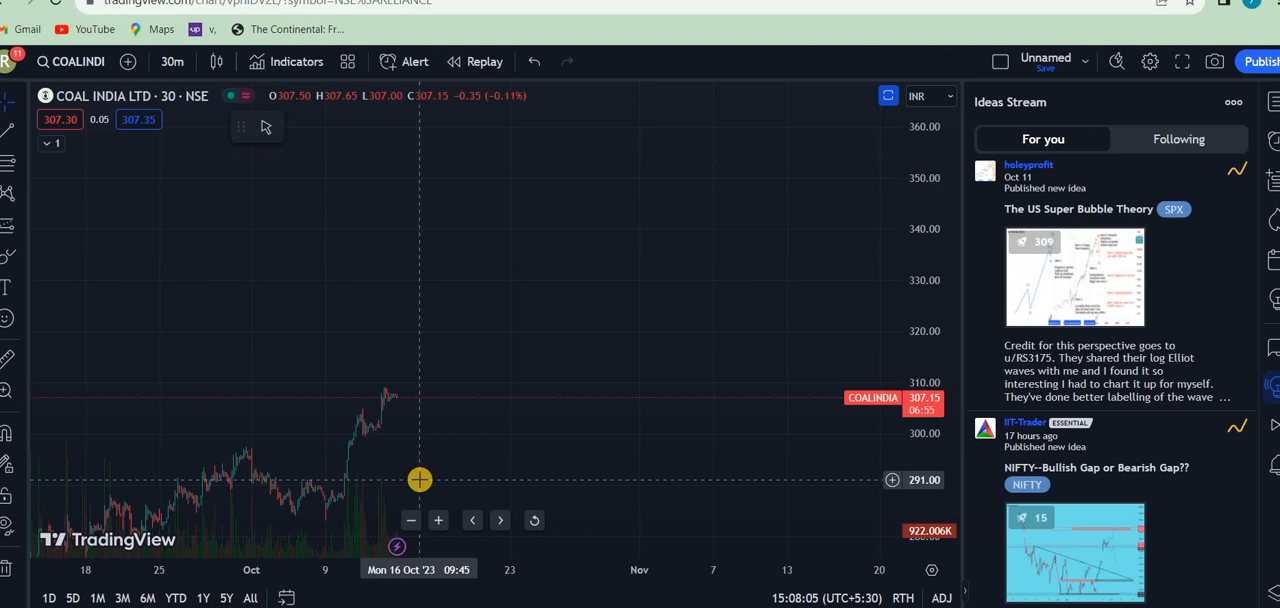 tradingview.com/chart/vphiDV2L/?symbol=NSE%3ARELIANCE
Gmail YouTube Maps up v, The Continental: Fr...
R 11 COALINDI 30m Indicators Alert Replay Unnamed Save Publish
COAL INDIA LTD · 30 · NSE O307.50 H307.65 L307.00 C307.15 -0.35 (-0.11%) INR
307.30 0.05 307.35
1
360.00
350.00
340.00
330.00
320.00
310.00
COALINDIA 307.15
06:55
300.00
291.00
922.006K
TradingView
18 25 Oct 9 Mon 16 Oct '23 09:45 23 Nov 7 13 20
1D 5D 1M 3M 6M YTD 1Y 5Y All 15:08:05 (UTC+5:30) RTH ADJ
Ideas Stream
For you Following
holeyprofit
Oct 11
Published new idea
The US Super Bubble Theory SPX
309
Credit for this perspective goes to
u/RS3175. They shared their log Elliot
waves with me and I found it so
interesting I had to chart it up for myself.
They've done better labelling of the wave ...
IIT-Trader ESSENTIAL
17 hours ago
Published new idea
NIFTY--Bullish Gap or Bearish Gap??
NIFTY
15